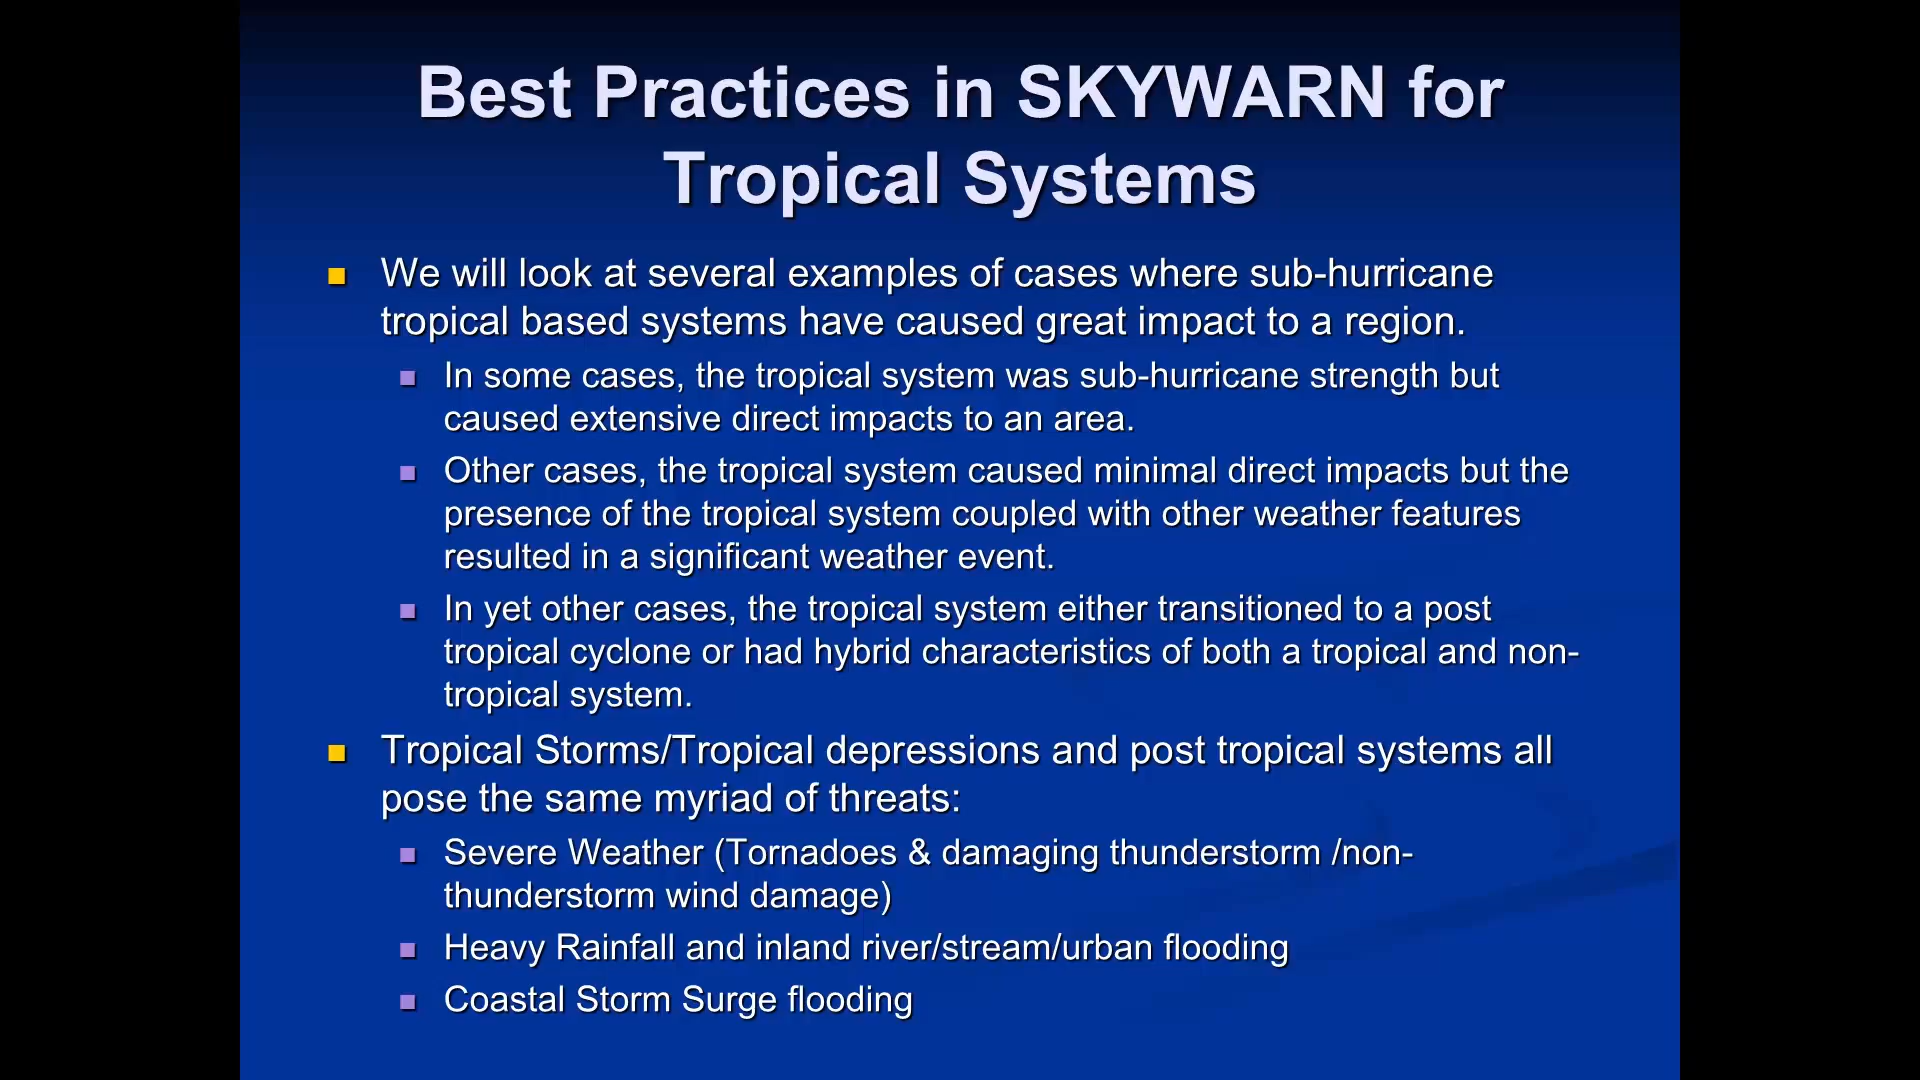 Best Practices in SKYWARN for
Tropical Systems
We will look at several examples of cases where sub-hurricane
tropical based systems have caused great impact to a region.
In some cases, the tropical system was sub-hurricane strength but
caused extensive direct impacts to an area.
Other cases, the tropical system caused minimal direct impacts but the
presence of the tropical system coupled with other weather features
resulted in a significant weather event.
In yet other cases, the tropical system either transitioned to a post
tropical cyclone or had hybrid characteristics of both a tropical and non-
tropical system.
Tropical Storms/Tropical depressions and post tropical systems all
pose the same myriad of threats:
Severe Weather (Tornadoes & damaging thunderstorm /non-
thunderstorm wind damage)
Heavy Rainfall and inland river/stream/urban flooding
Coastal Storm Surge flooding